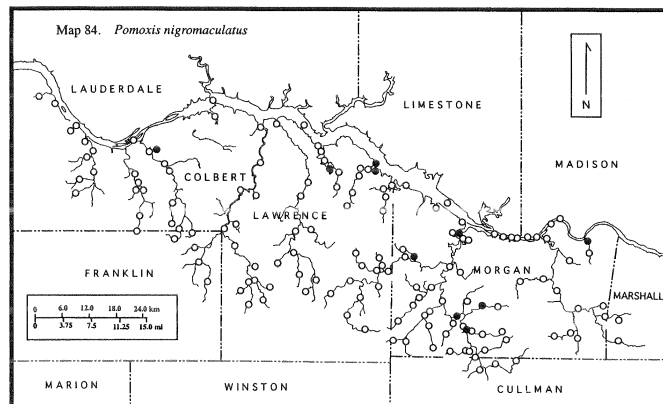 Map 84. Pomoxis nigromaculatus
LAUDERDALE
LIMESTONE
N
MADISON
COLBERT
LAWRENCE
FRANKLIN
MORGAN
MARSHALL
0 6.0 12.0 18.0 24.0 km
0 3.75 7.5 11.25 15.0 mi
MARION
WINSTON
CULLMAN